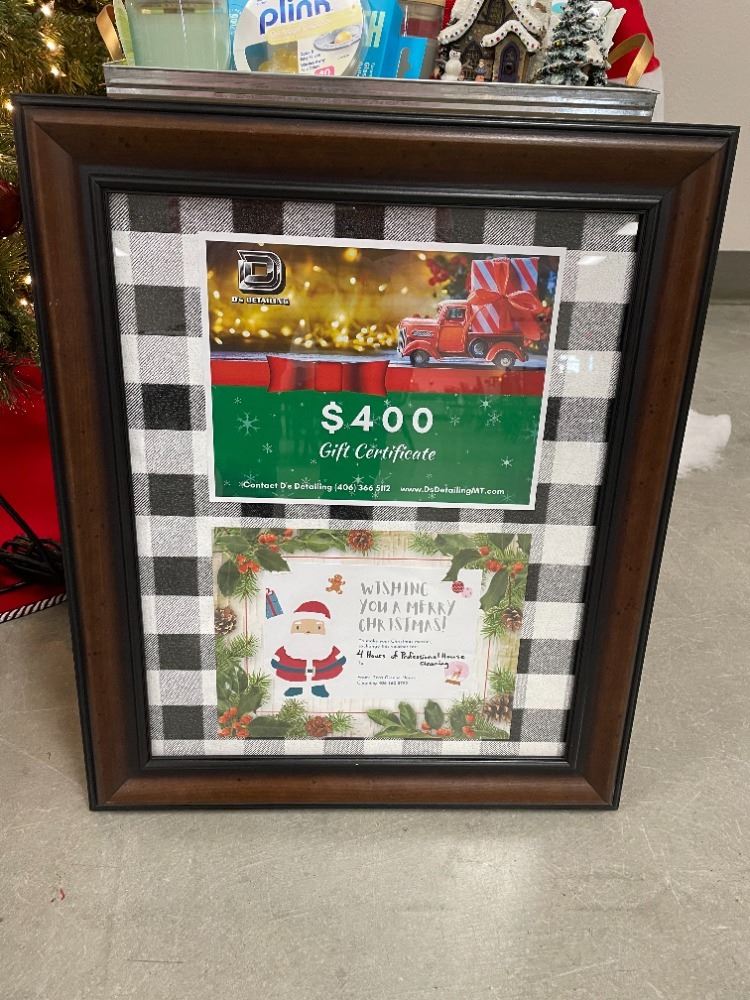 plink
D
D's DETAILING
$400
Gift Certificate
Contact D's Detailing (406) 366 5112 www.DsDetailingMT.com
WISHING
YOU A MERRY
CHRISTMAS!
4 Hours of Professional House
Cleaning